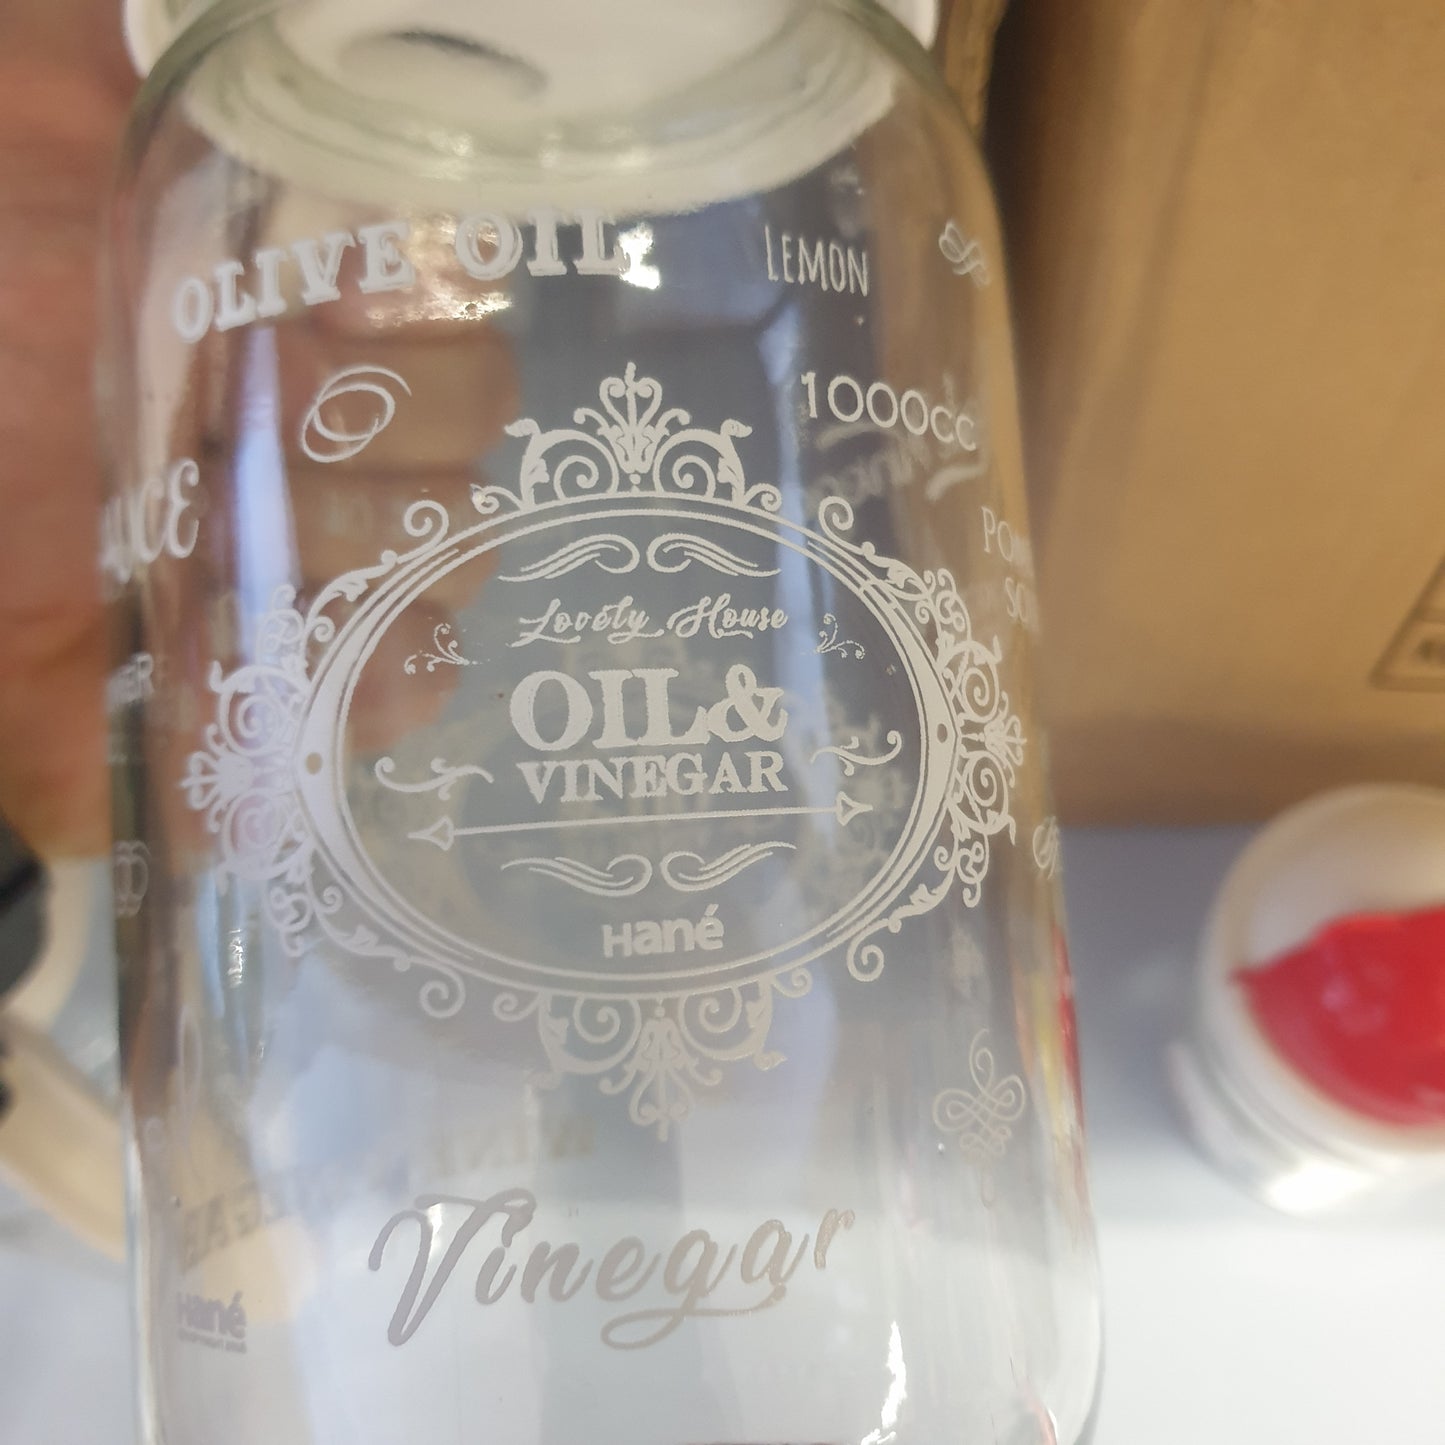 OLIVE OIL
LEMON
1000cc
Lovely House
OIL&
VINEGAR
Hané
Vinegar
Hané